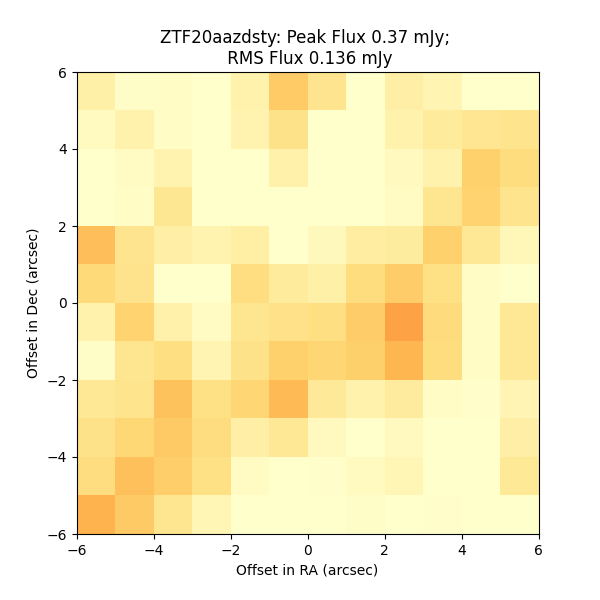 ZTF20aazdsty: Peak Flux 0.37 mJy;
RMS Flux 0.136 mJy
6
4
2
0
−2
−4
−6
Offset in Dec (arcsec)
−6 −4 −2 0 2 4 6
Offset in RA (arcsec)